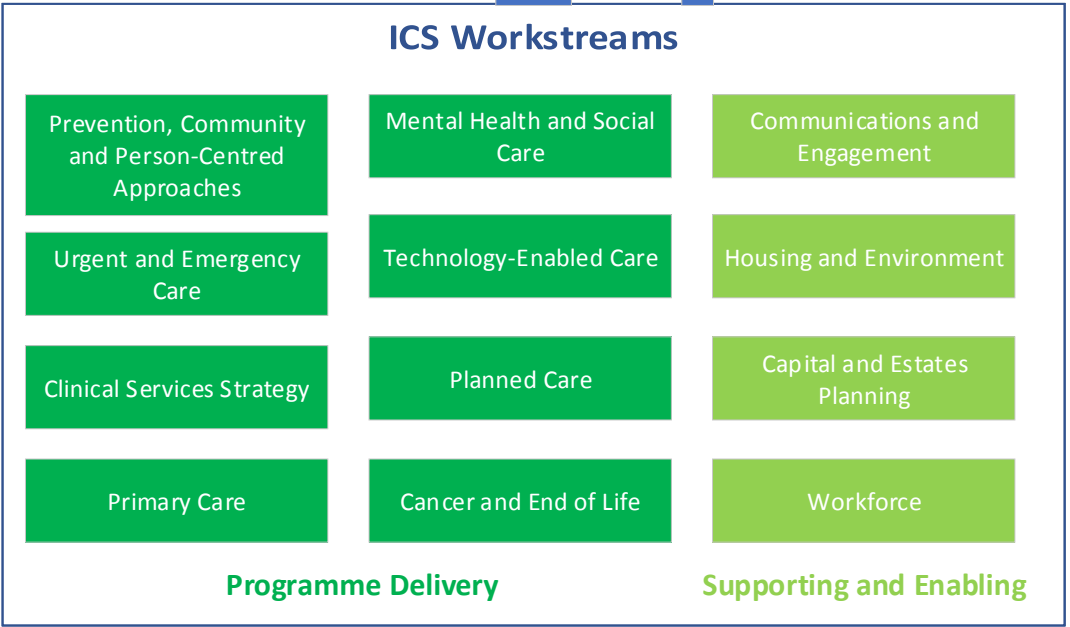 ICS Workstreams
Prevention, Community
and Person-Centred
Approaches
Mental Health and Social
Care
Communications and
Engagement
Urgent and Emergency
Care
Technology-Enabled Care
Housing and Environment
Clinical Services Strategy
Planned Care
Capital and Estates
Planning
Primary Care
Cancer and End of Life
Workforce
Programme Delivery
Supporting and Enabling